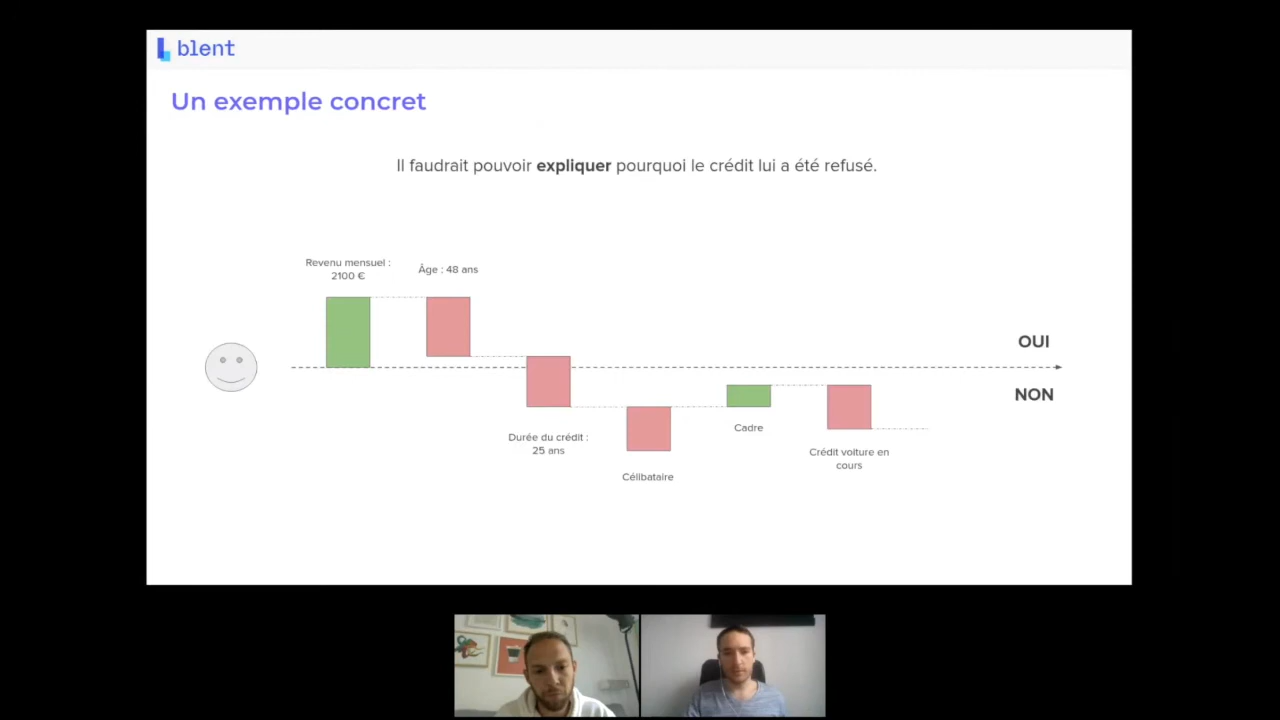 blent
Un exemple concret
Il faudrait pouvoir expliquer pourquoi le crédit lui a été refusé.
Revenu mensuel :
2100 €
Âge : 48 ans
OUI
NON
Durée du crédit :
25 ans
Célibataire
Cadre
Crédit voiture en
cours